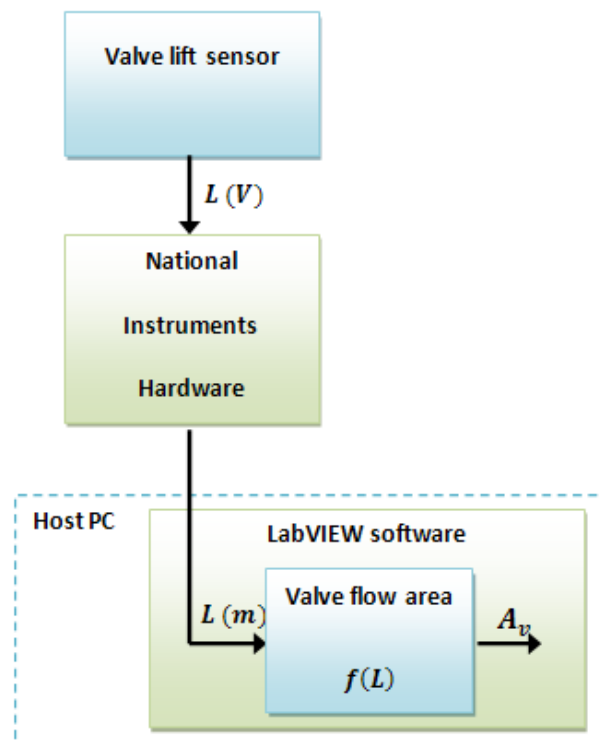 Valve lift sensor
L (V)
National
Instruments
Hardware
Host PC
LabVIEW software
Valve flow area
L (m)
A_v
f(L)